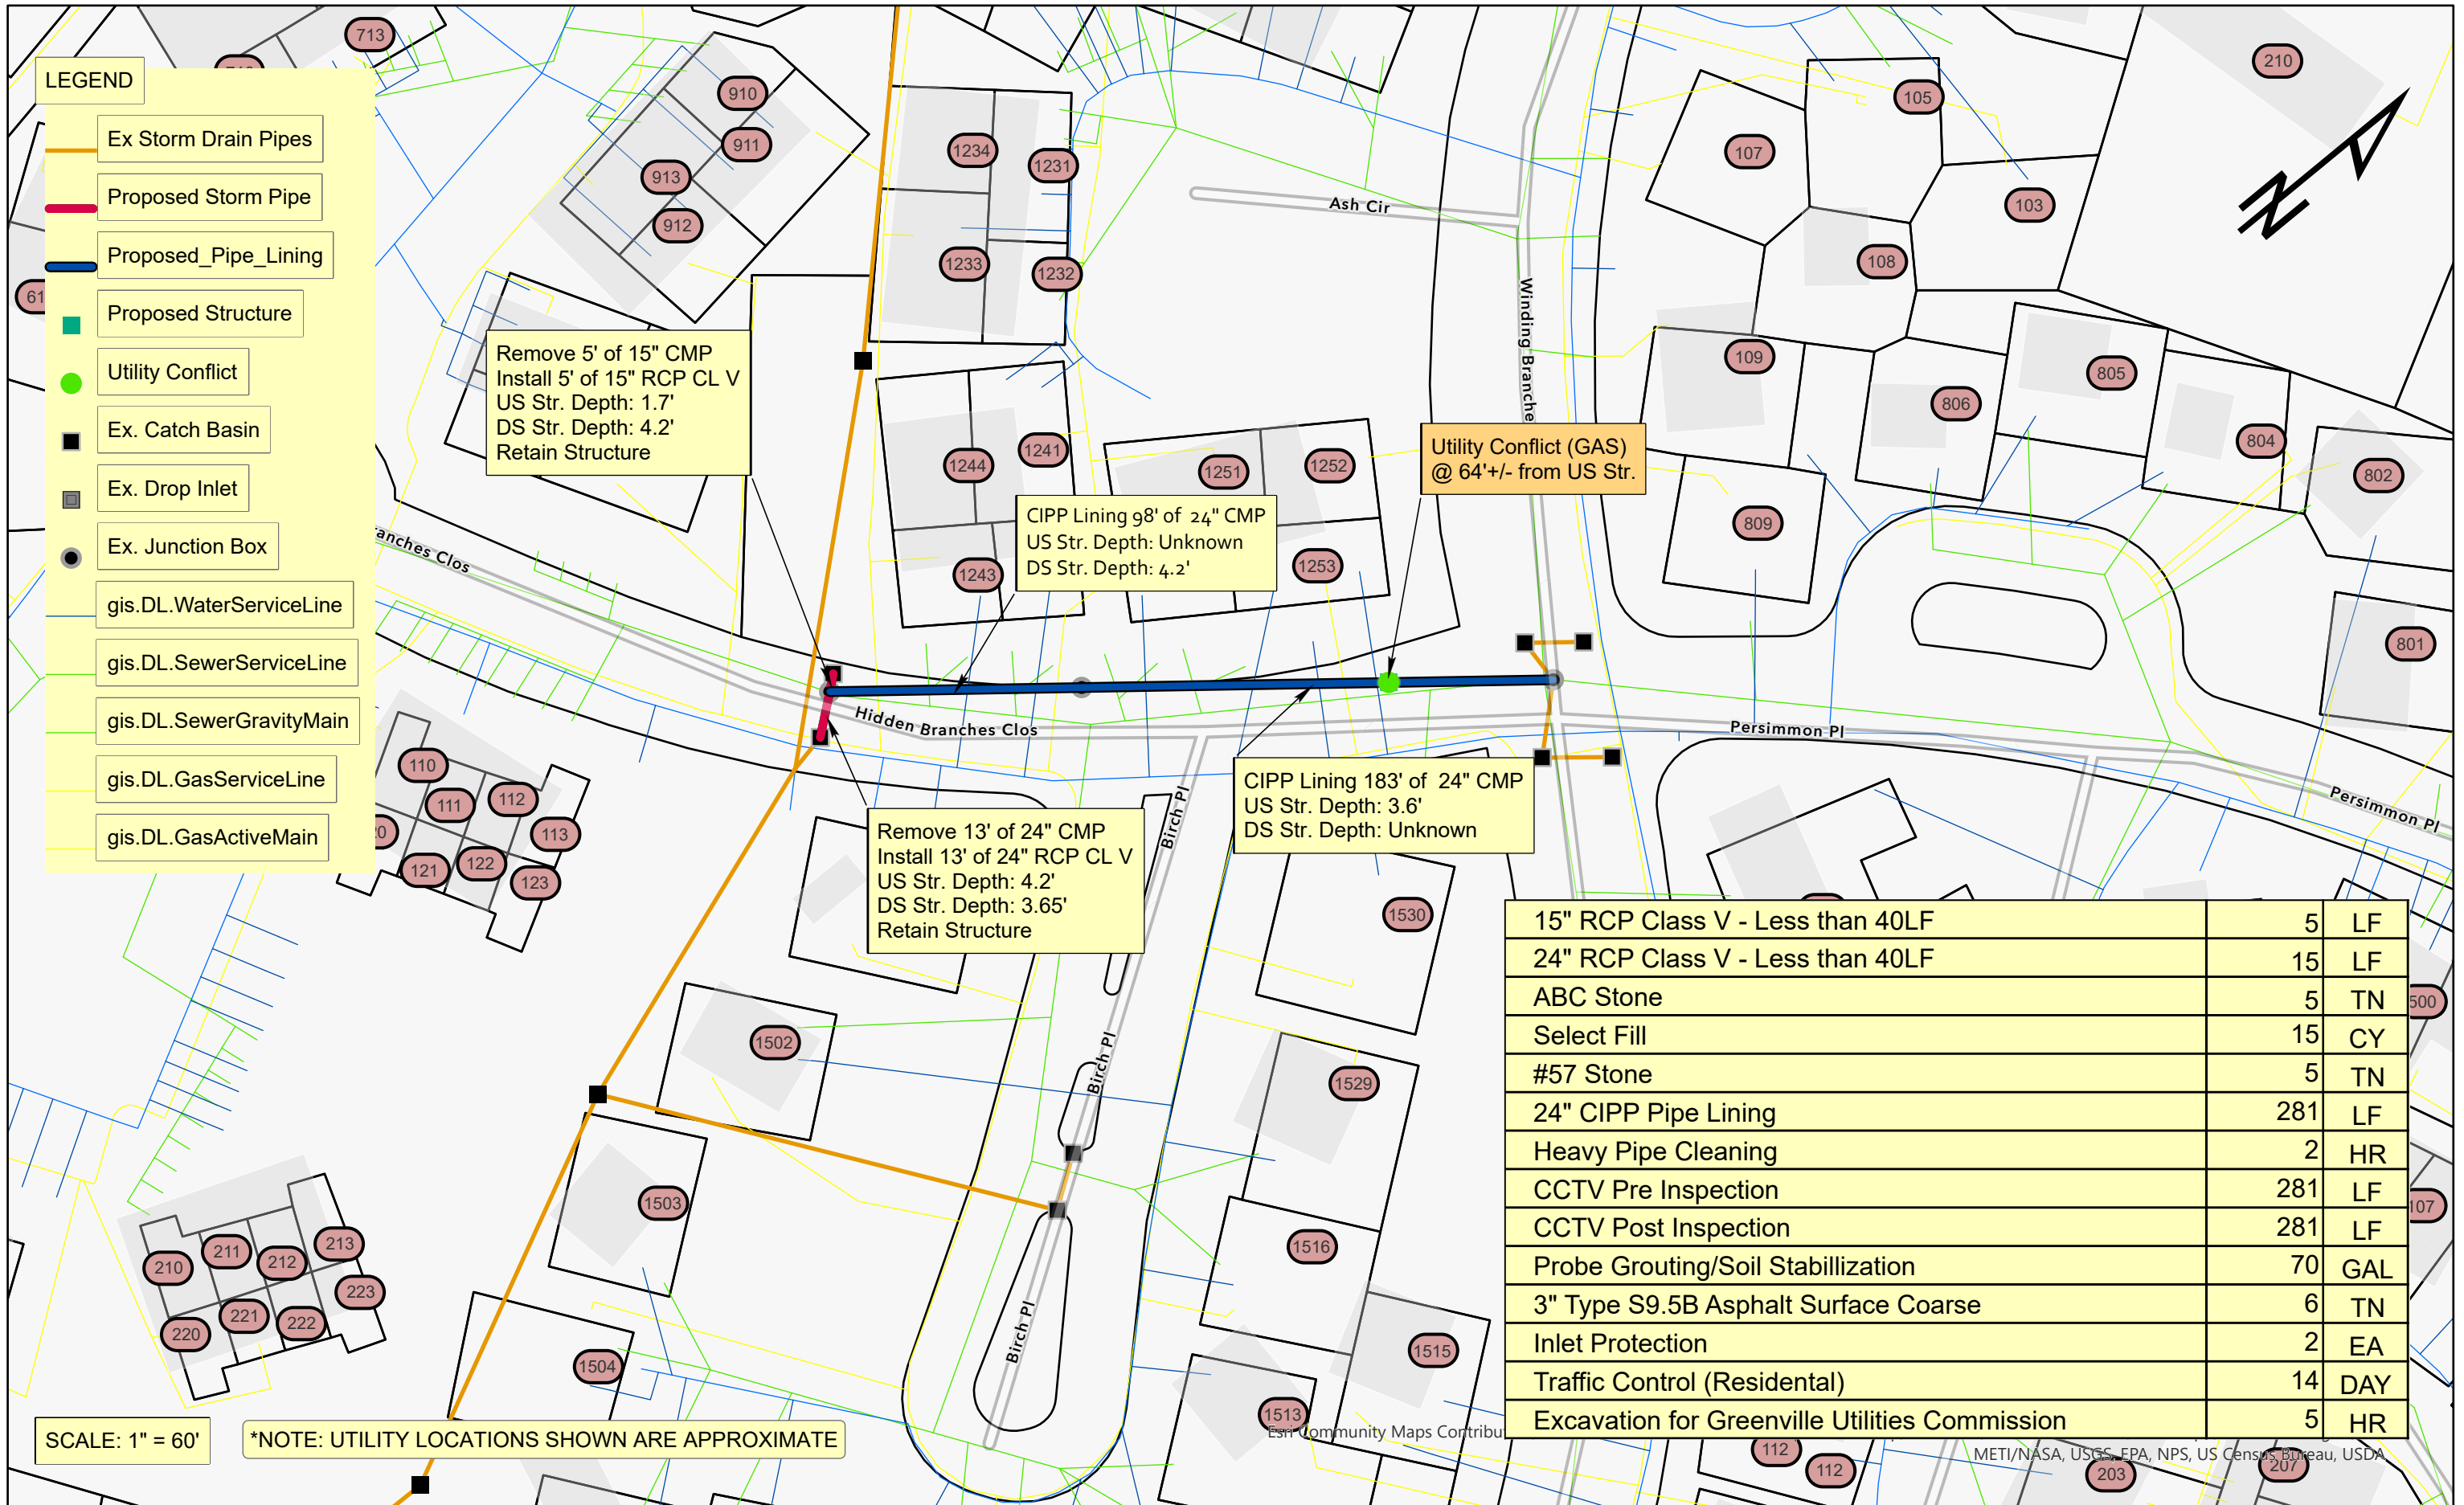 LEGEND
Ex Storm Drain Pipes
Proposed Storm Pipe
Proposed_Pipe_Lining
Proposed Structure
Utility Conflict
Ex. Catch Basin
Ex. Drop Inlet
Ex. Junction Box
gis.DL.WaterServiceLine
gis.DL.SewerServiceLine
gis.DL.SewerGravityMain
gis.DL.GasServiceLine
gis.DL.GasActiveMain
713
910
911
913
912
1234
1231
1233
1232
Ash Cir
Winding Branche
105
107
103
108
210
N
109
805
806
804
802
809
801
Remove 5' of 15" CMP
Install 5' of 15" RCP CL V
US Str. Depth: 1.7'
DS Str. Depth: 4.2'
Retain Structure
1244
1241
1243
1251
1252
1253
CIPP Lining 98' of 24" CMP
US Str. Depth: Unknown
DS Str. Depth: 4.2'
Utility Conflict (GAS)
@ 64'+/- from US Str.
anches Clos
Hidden Branches Clos
Persimmon Pl
Persimmon Pl
CIPP Lining 183' of 24" CMP
US Str. Depth: 3.6'
DS Str. Depth: Unknown
Remove 13' of 24" CMP
Install 13' of 24" RCP CL V
US Str. Depth: 4.2'
DS Str. Depth: 3.65'
Retain Structure
110
111
112
113
121
122
123
Birch Pl
Birch Pl
Birch Pl
1530
1502
1529
1503
1516
1504
1515
1513
210
211
212
213
223
220
221
222
15" RCP Class V - Less than 40LF 5 LF
24" RCP Class V - Less than 40LF 15 LF
ABC Stone 5 TN
Select Fill 15 CY
#57 Stone 5 TN
24" CIPP Pipe Lining 281 LF
Heavy Pipe Cleaning 2 HR
CCTV Pre Inspection 281 LF
CCTV Post Inspection 281 LF
Probe Grouting/Soil Stabillization 70 GAL
3" Type S9.5B Asphalt Surface Coarse 6 TN
Inlet Protection 2 EA
Traffic Control (Residental) 14 DAY
Excavation for Greenville Utilities Commission 5 HR
500
107
112
112
203
207
SCALE: 1" = 60'
*NOTE: UTILITY LOCATIONS SHOWN ARE APPROXIMATE
Esri Community Maps Contribu
METI/NASA, USGS, EPA, NPS, US Census Bureau, USDA